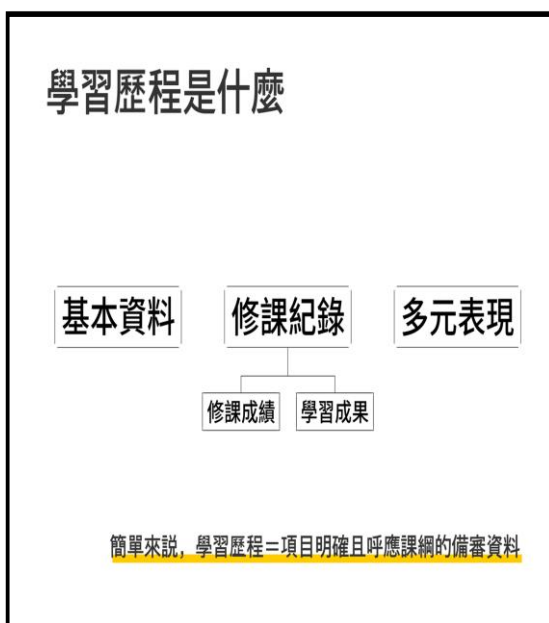 學習歷程是什麼
基本資料 修課紀錄 多元表現
修課成績 學習成果
簡單來說，學習歷程＝項目明確且呼應課綱的備審資料